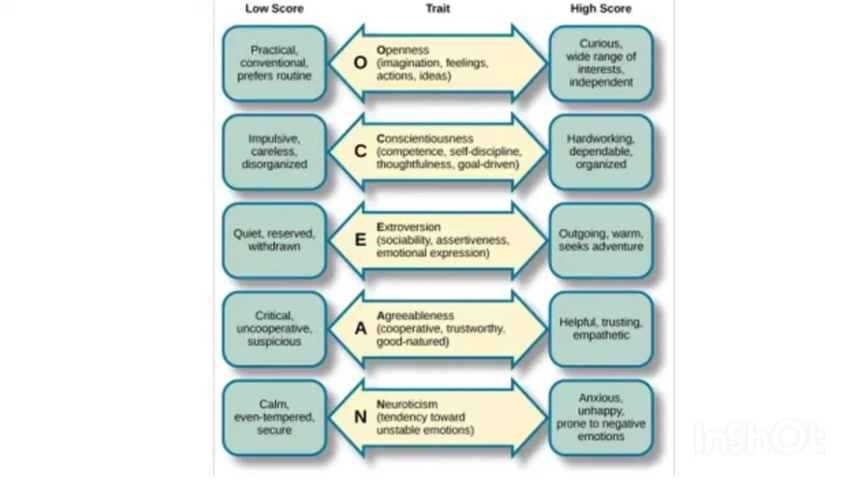 Low Score
Trait
High Score
Practical,
conventional,
prefers routine
O
Openness
(imagination, feelings,
actions, ideas)
Curious,
wide range of
interests,
independent
Impulsive,
careless,
disorganized
C
Conscientiousness
(competence, self-discipline,
thoughtfulness, goal-driven)
Hardworking,
dependable,
organized
Quiet, reserved,
withdrawn
E
Extroversion
(sociability, assertiveness,
emotional expression)
Outgoing, warm,
seeks adventure
Critical,
uncooperative,
suspicious
A
Agreeableness
(cooperative, trustworthy,
good-natured)
Helpful, trusting,
empathetic
Calm,
even-tempered,
secure
N
Neuroticism
(tendency toward
unstable emotions)
Anxious,
unhappy,
prone to negative
emotions
InShOt